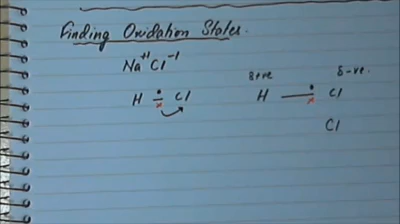 Finding Oxidation States.
Na⁺¹ Cl⁻¹
δ+ve δ-ve.
H Cl H — Cl
Cl